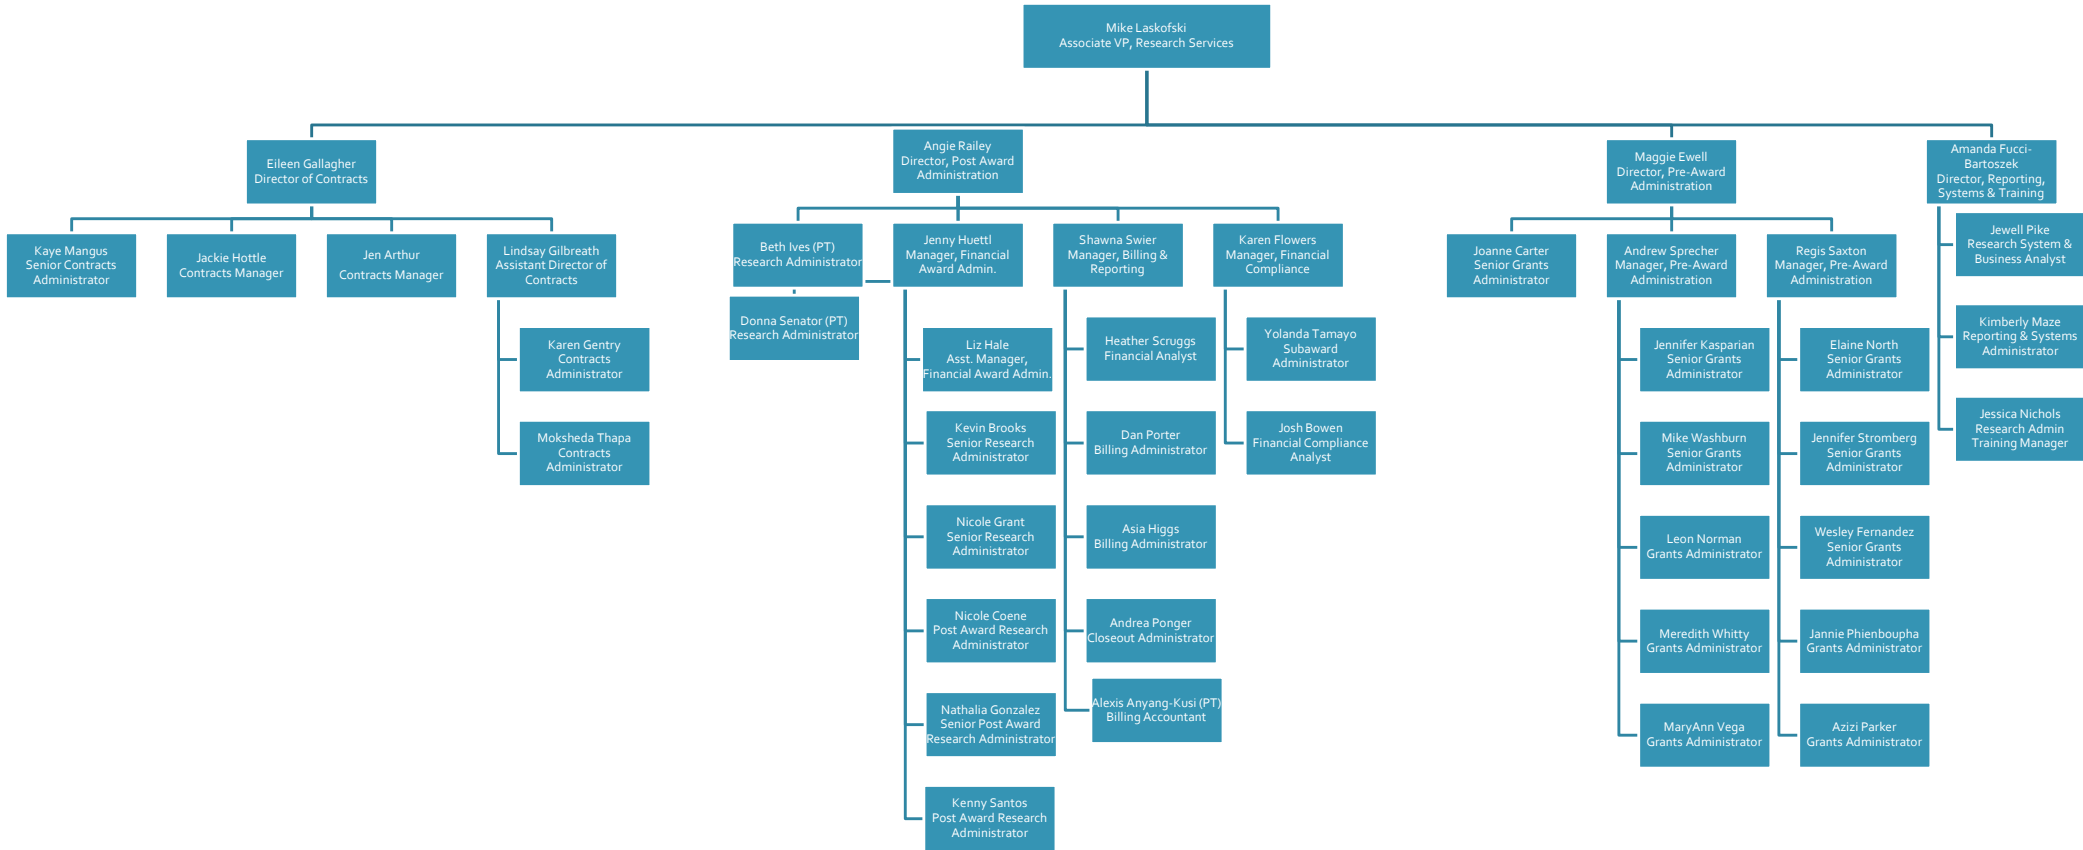 Mike Laskofski
Associate VP, Research Services
Eileen Gallagher
Director of Contracts
Kaye Mangus
Senior Contracts
Administrator
Jackie Hottle
Contracts Manager
Jen Arthur
Contracts Manager
Lindsay Gilbreath
Assistant Director of
Contracts
Karen Gentry
Contracts
Administrator
Moksheda Thapa
Contracts
Administrator
Angie Railey
Director, Post Award
Administration
Beth Ives (PT)
Research Administrator
Donna Senator (PT)
Research Administrator
Jenny Huettl
Manager, Financial
Award Admin.
Liz Hale
Asst. Manager,
Financial Award Admin.
Kevin Brooks
Senior Research
Administrator
Nicole Grant
Senior Research
Administrator
Nicole Coene
Post Award Research
Administrator
Nathalia Gonzalez
Senior Post Award
Research Administrator
Kenny Santos
Post Award Research
Administrator
Shawna Swier
Manager, Billing &
Reporting
Heather Scruggs
Financial Analyst
Dan Porter
Billing Administrator
Asia Higgs
Billing Administrator
Andrea Ponger
Closeout Administrator
Alexis Anyang-Kusi (PT)
Billing Accountant
Karen Flowers
Manager, Financial
Compliance
Yolanda Tamayo
Subaward
Administrator
Josh Bowen
Financial Compliance
Analyst
Maggie Ewell
Director, Pre-Award
Administration
Joanne Carter
Senior Grants
Administrator
Andrew Sprecher
Manager, Pre-Award
Administration
Jennifer Kasparian
Senior Grants
Administrator
Mike Washburn
Senior Grants
Administrator
Leon Norman
Grants Administrator
Meredith Whitty
Grants Administrator
MaryAnn Vega
Grants Administrator
Regis Saxton
Manager, Pre-Award
Administration
Elaine North
Senior Grants
Administrator
Jennifer Stromberg
Senior Grants
Administrator
Wesley Fernandez
Senior Grants
Administrator
Jannie Phienboupha
Grants Administrator
Azizi Parker
Grants Administrator
Amanda Fucci-
Bartoszek
Director, Reporting,
Systems & Training
Jewell Pike
Research System &
Business Analyst
Kimberly Maze
Reporting & Systems
Administrator
Jessica Nichols
Research Admin
Training Manager